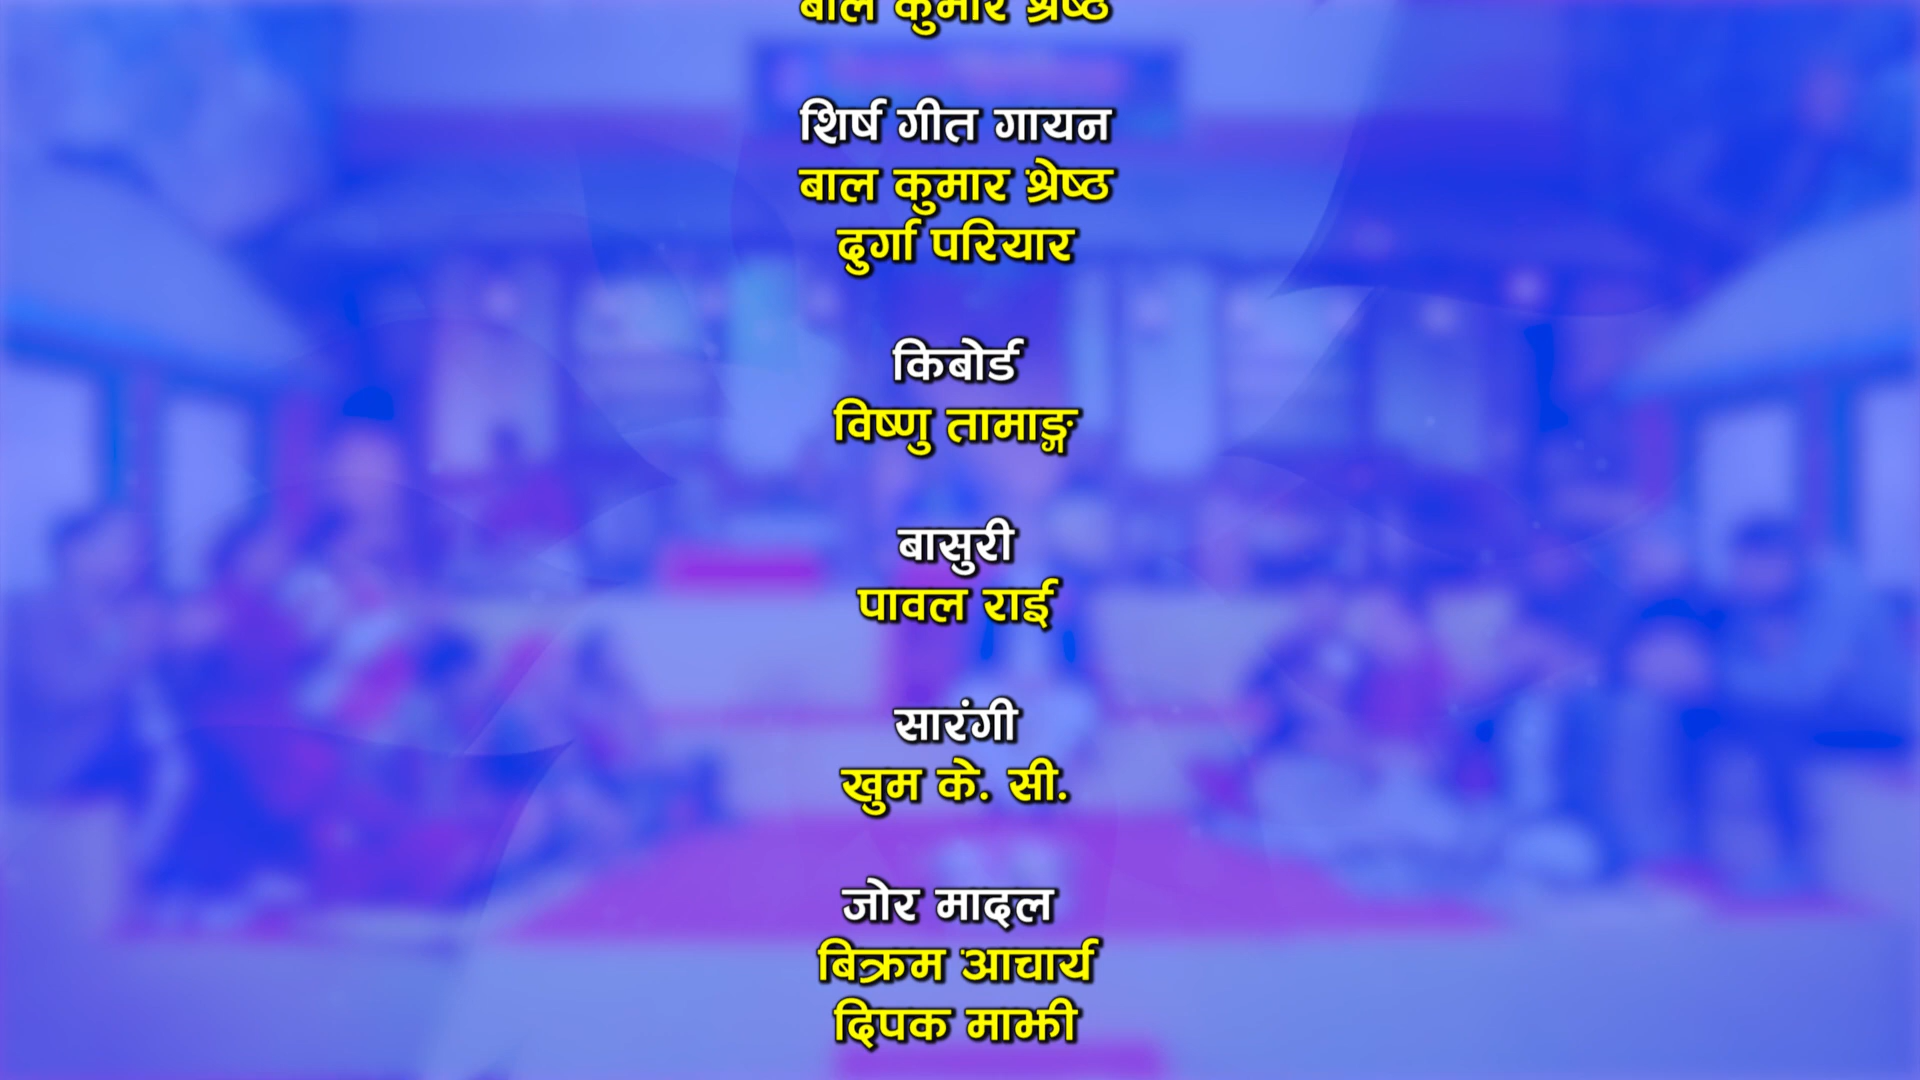 बाल कुमार श्रेष्ठ
शिर्ष गीत गायन
बाल कुमार श्रेष्ठ
दुर्गा परियार
किबोर्ड
विष्णु तामाङ्ग
बासुरी
पावल राई
सारंगी
खुम के. सी.
जोर मादल
बिक्रम आचार्य
दिपक माझी